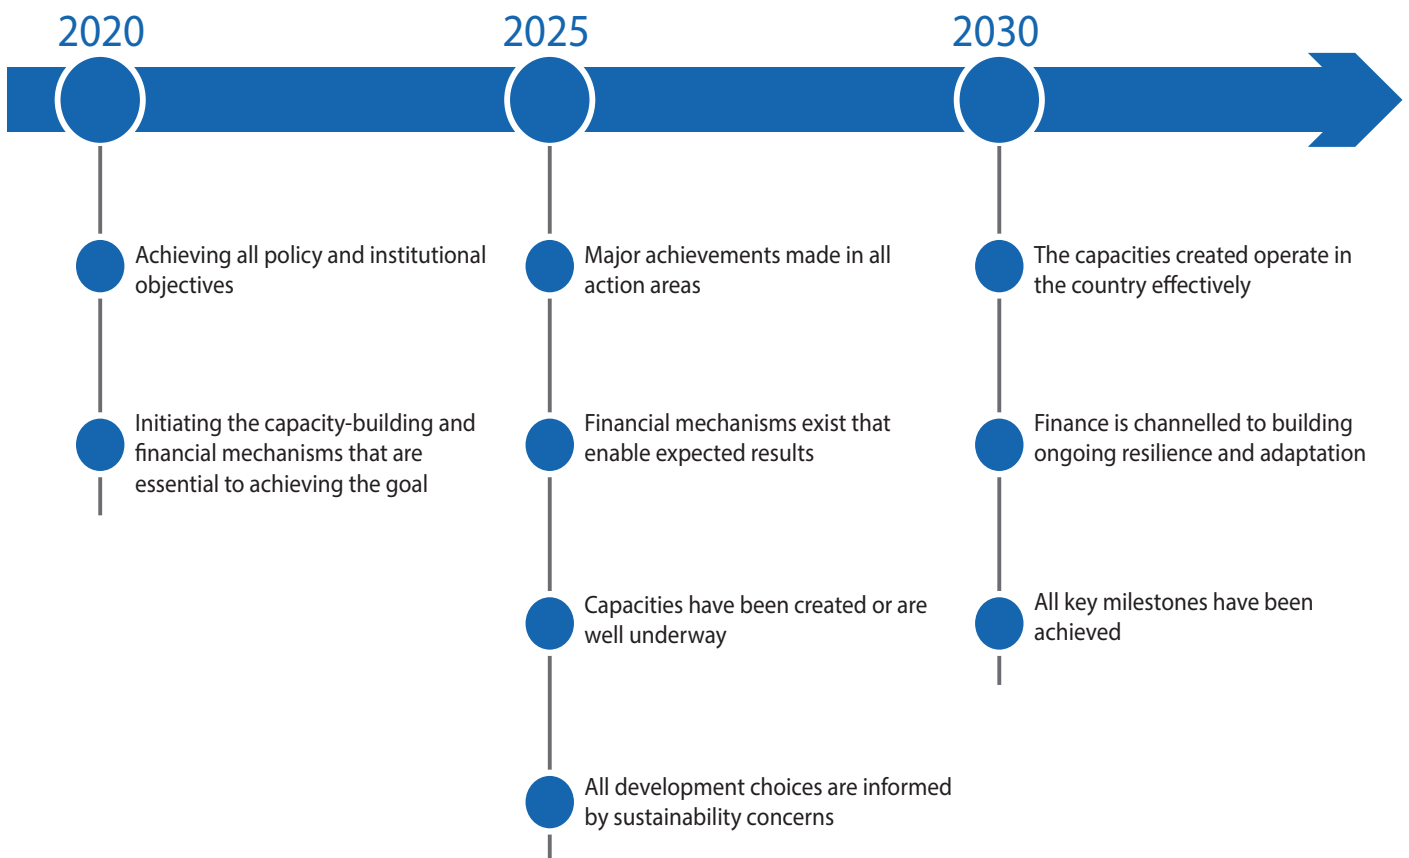 2020
Achieving all policy and institutional
objectives
Initiating the capacity-building and
financial mechanisms that are
essential to achieving the goal
2025
Major achievements made in all
action areas
Financial mechanisms exist that
enable expected results
Capacities have been created or are
well underway
All development choices are informed
by sustainability concerns
2030
The capacities created operate in
the country effectively
Finance is channelled to building
ongoing resilience and adaptation
All key milestones have been
achieved